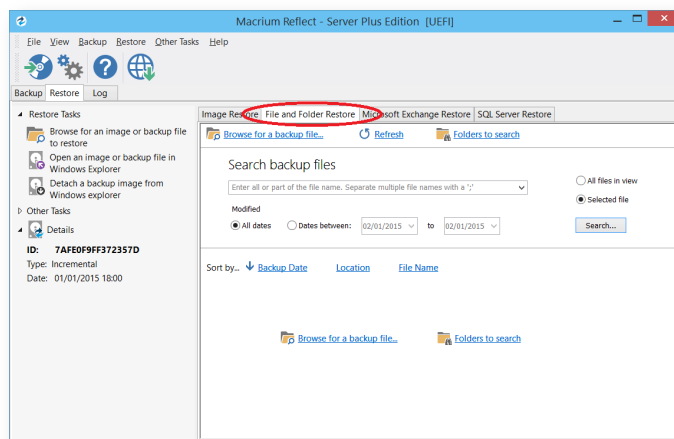 Macrium Reflect - Server Plus Edition  [UEFI]
File View Backup Restore Other Tasks Help
Backup Restore Log
Restore Tasks
Browse for an image or backup file
to restore
Open an image or backup file in
Windows Explorer
Detach a backup image from
Windows explorer
Other Tasks
Details
ID: 7AFE0F9FF372357D
Type: Incremental
Date: 01/01/2015 18:00
Image Restore File and Folder Restore Microsoft Exchange Restore SQL Server Restore
Browse for a backup file... Refresh Folders to search
Search backup files
Enter all or part of the file name. Separate multiple file names with a ';'
All files in view
Selected file
Modified
All dates Dates between: 02/01/2015 to 02/01/2015 Search...
Sort by... Backup Date Location File Name
Browse for a backup file... Folders to search